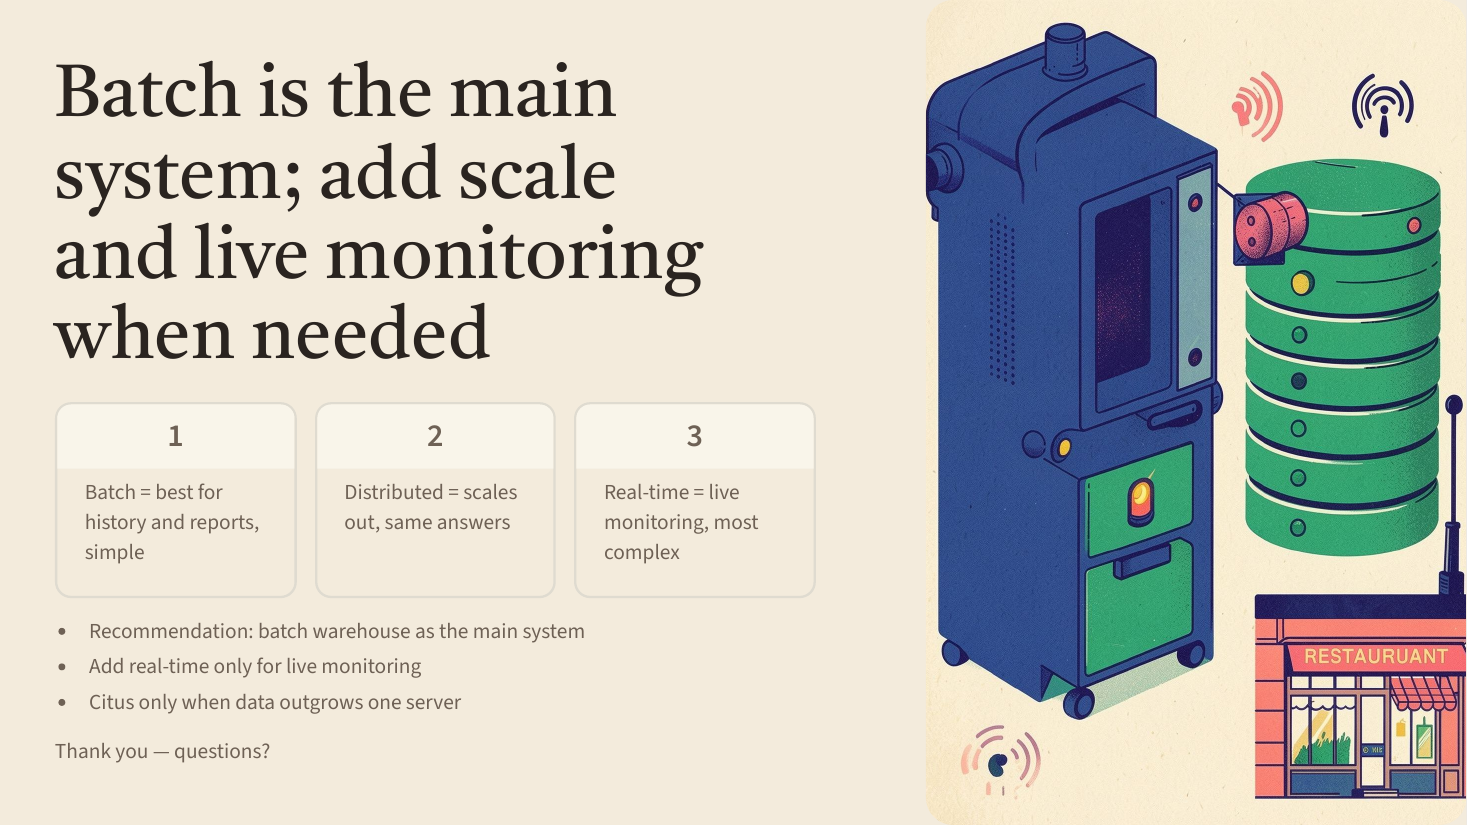 Batch is the main
system; add scale
and live monitoring
when needed
1
Batch = best for
history and reports,
simple
2
Distributed = scales
out, same answers
3
Real-time = live
monitoring, most
complex
• Recommendation: batch warehouse as the main system
• Add real-time only for live monitoring
• Citus only when data outgrows one server
Thank you — questions?
RESTAURUANT